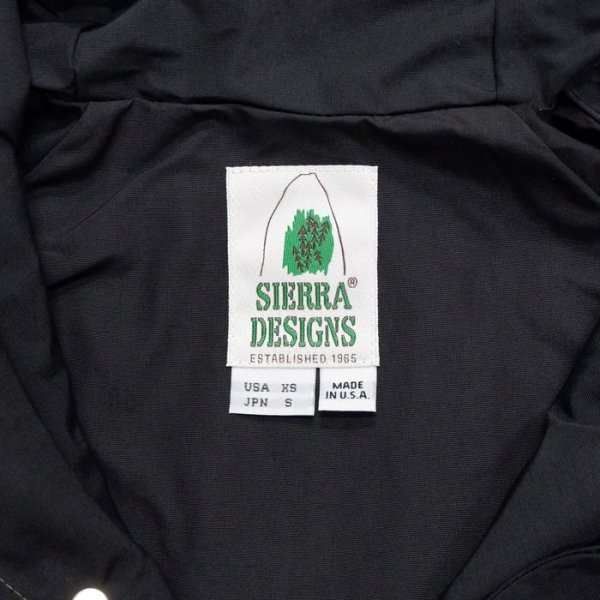 SIERRA®
DESIGNS
ESTABLISHED 1965
USA XS
JPN S
MADE
IN U.S.A.